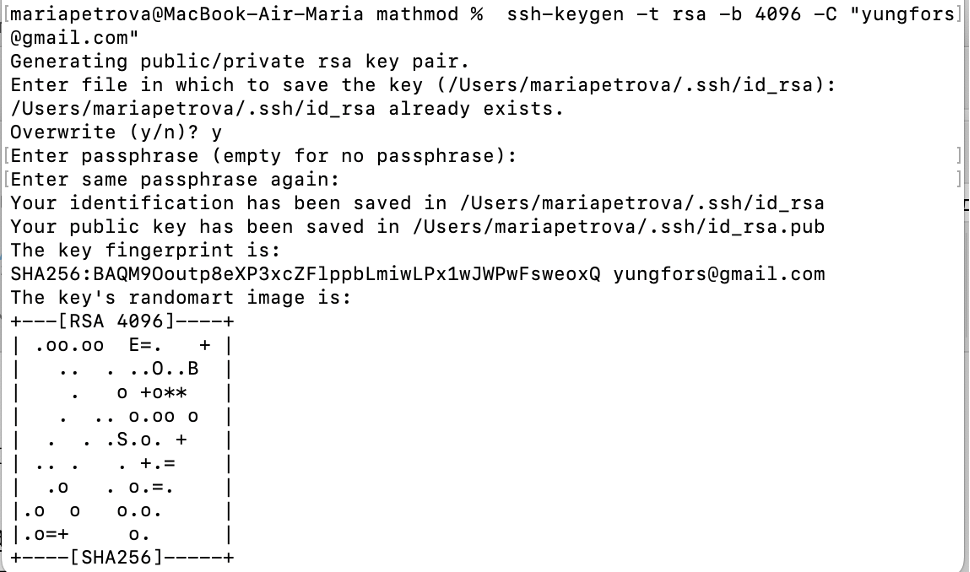 [mariapetrova@MacBook-Air-Maria mathmod %  ssh-keygen -t rsa -b 4096 -C "yungfors]
@gmail.com"
Generating public/private rsa key pair.
Enter file in which to save the key (/Users/mariapetrova/.ssh/id_rsa):
/Users/mariapetrova/.ssh/id_rsa already exists.
Overwrite (y/n)? y
[Enter passphrase (empty for no passphrase):                                     ]
[Enter same passphrase again:                                                    ]
Your identification has been saved in /Users/mariapetrova/.ssh/id_rsa
Your public key has been saved in /Users/mariapetrova/.ssh/id_rsa.pub
The key fingerprint is:
SHA256:BAQM9Ooutp8eXP3xcZFlppbLmiwLPx1wJWPwFsweoxQ yungfors@gmail.com
The key's randomart image is:
+---[RSA 4096]----+
| .oo.oo  E=.   + |
|   ..  . ..O..B  |
|    .   o +o**   |
|   .  .. o.oo o  |
|  .  . .S.o. +   |
| .. .   . +.=    |
|  .o   . o.=.    |
|.o  o   o.o.     |
|.o=+     o.      |
+----[SHA256]-----+